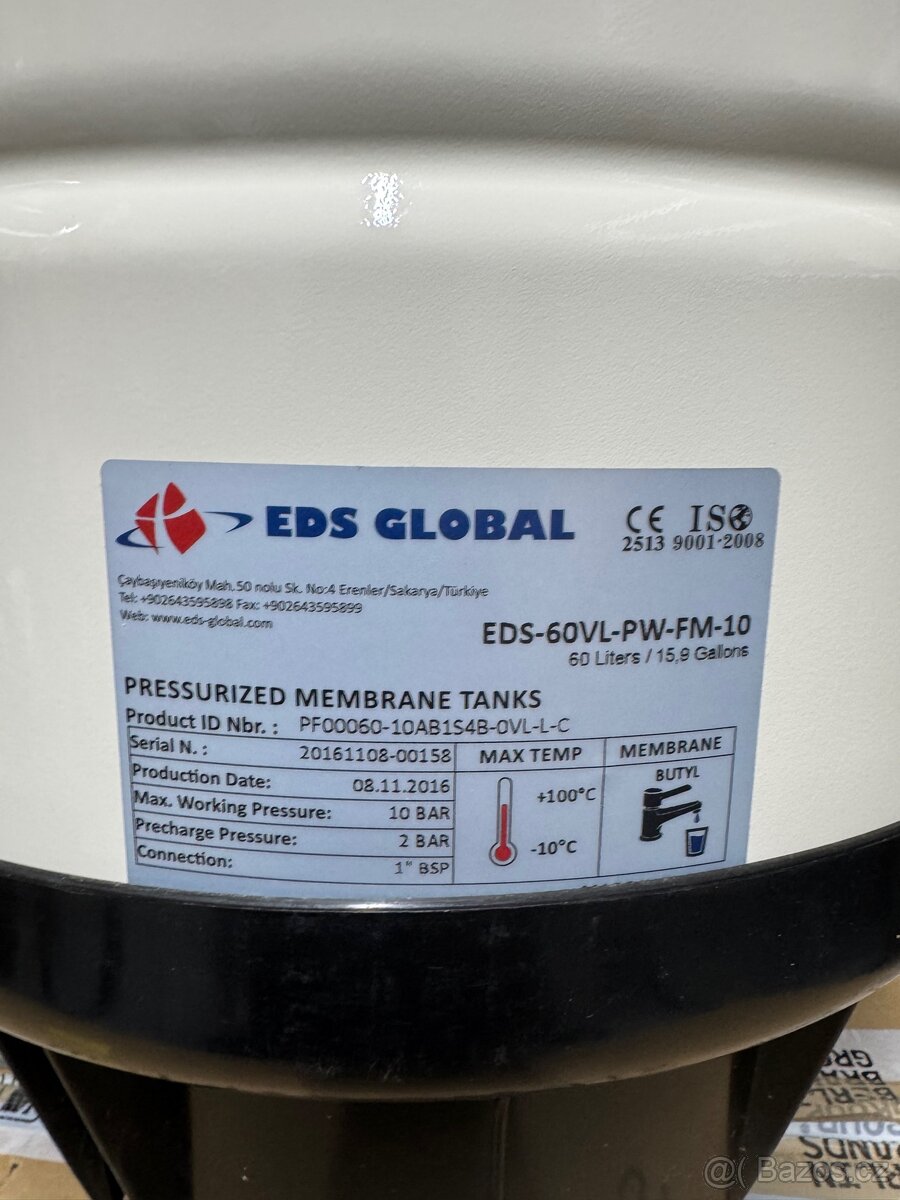 EDS GLOBAL
CE ISO
2513 9001-2008
Çaybaşıyeniköy Mah. 50 nolu Sk. No:4 Erenler/Sakarya/Türkiye
Tel: +902643595898 Fax: +902643595899
Web: www.eds-global.com
EDS-60VL-PW-FM-10
60 Liters / 15,9 Gallons
PRESSURIZED MEMBRANE TANKS
Product ID Nbr. : PF00060-10AB1S4B-0VL-L-C
Serial N. : 20161108-00158
Production Date: 08.11.2016
Max. Working Pressure: 10 BAR
Precharge Pressure: 2 BAR
Connection: 1" BSP
MAX TEMP
+100°C
-10°C
MEMBRANE
BUTYL
@( Bazos.cz